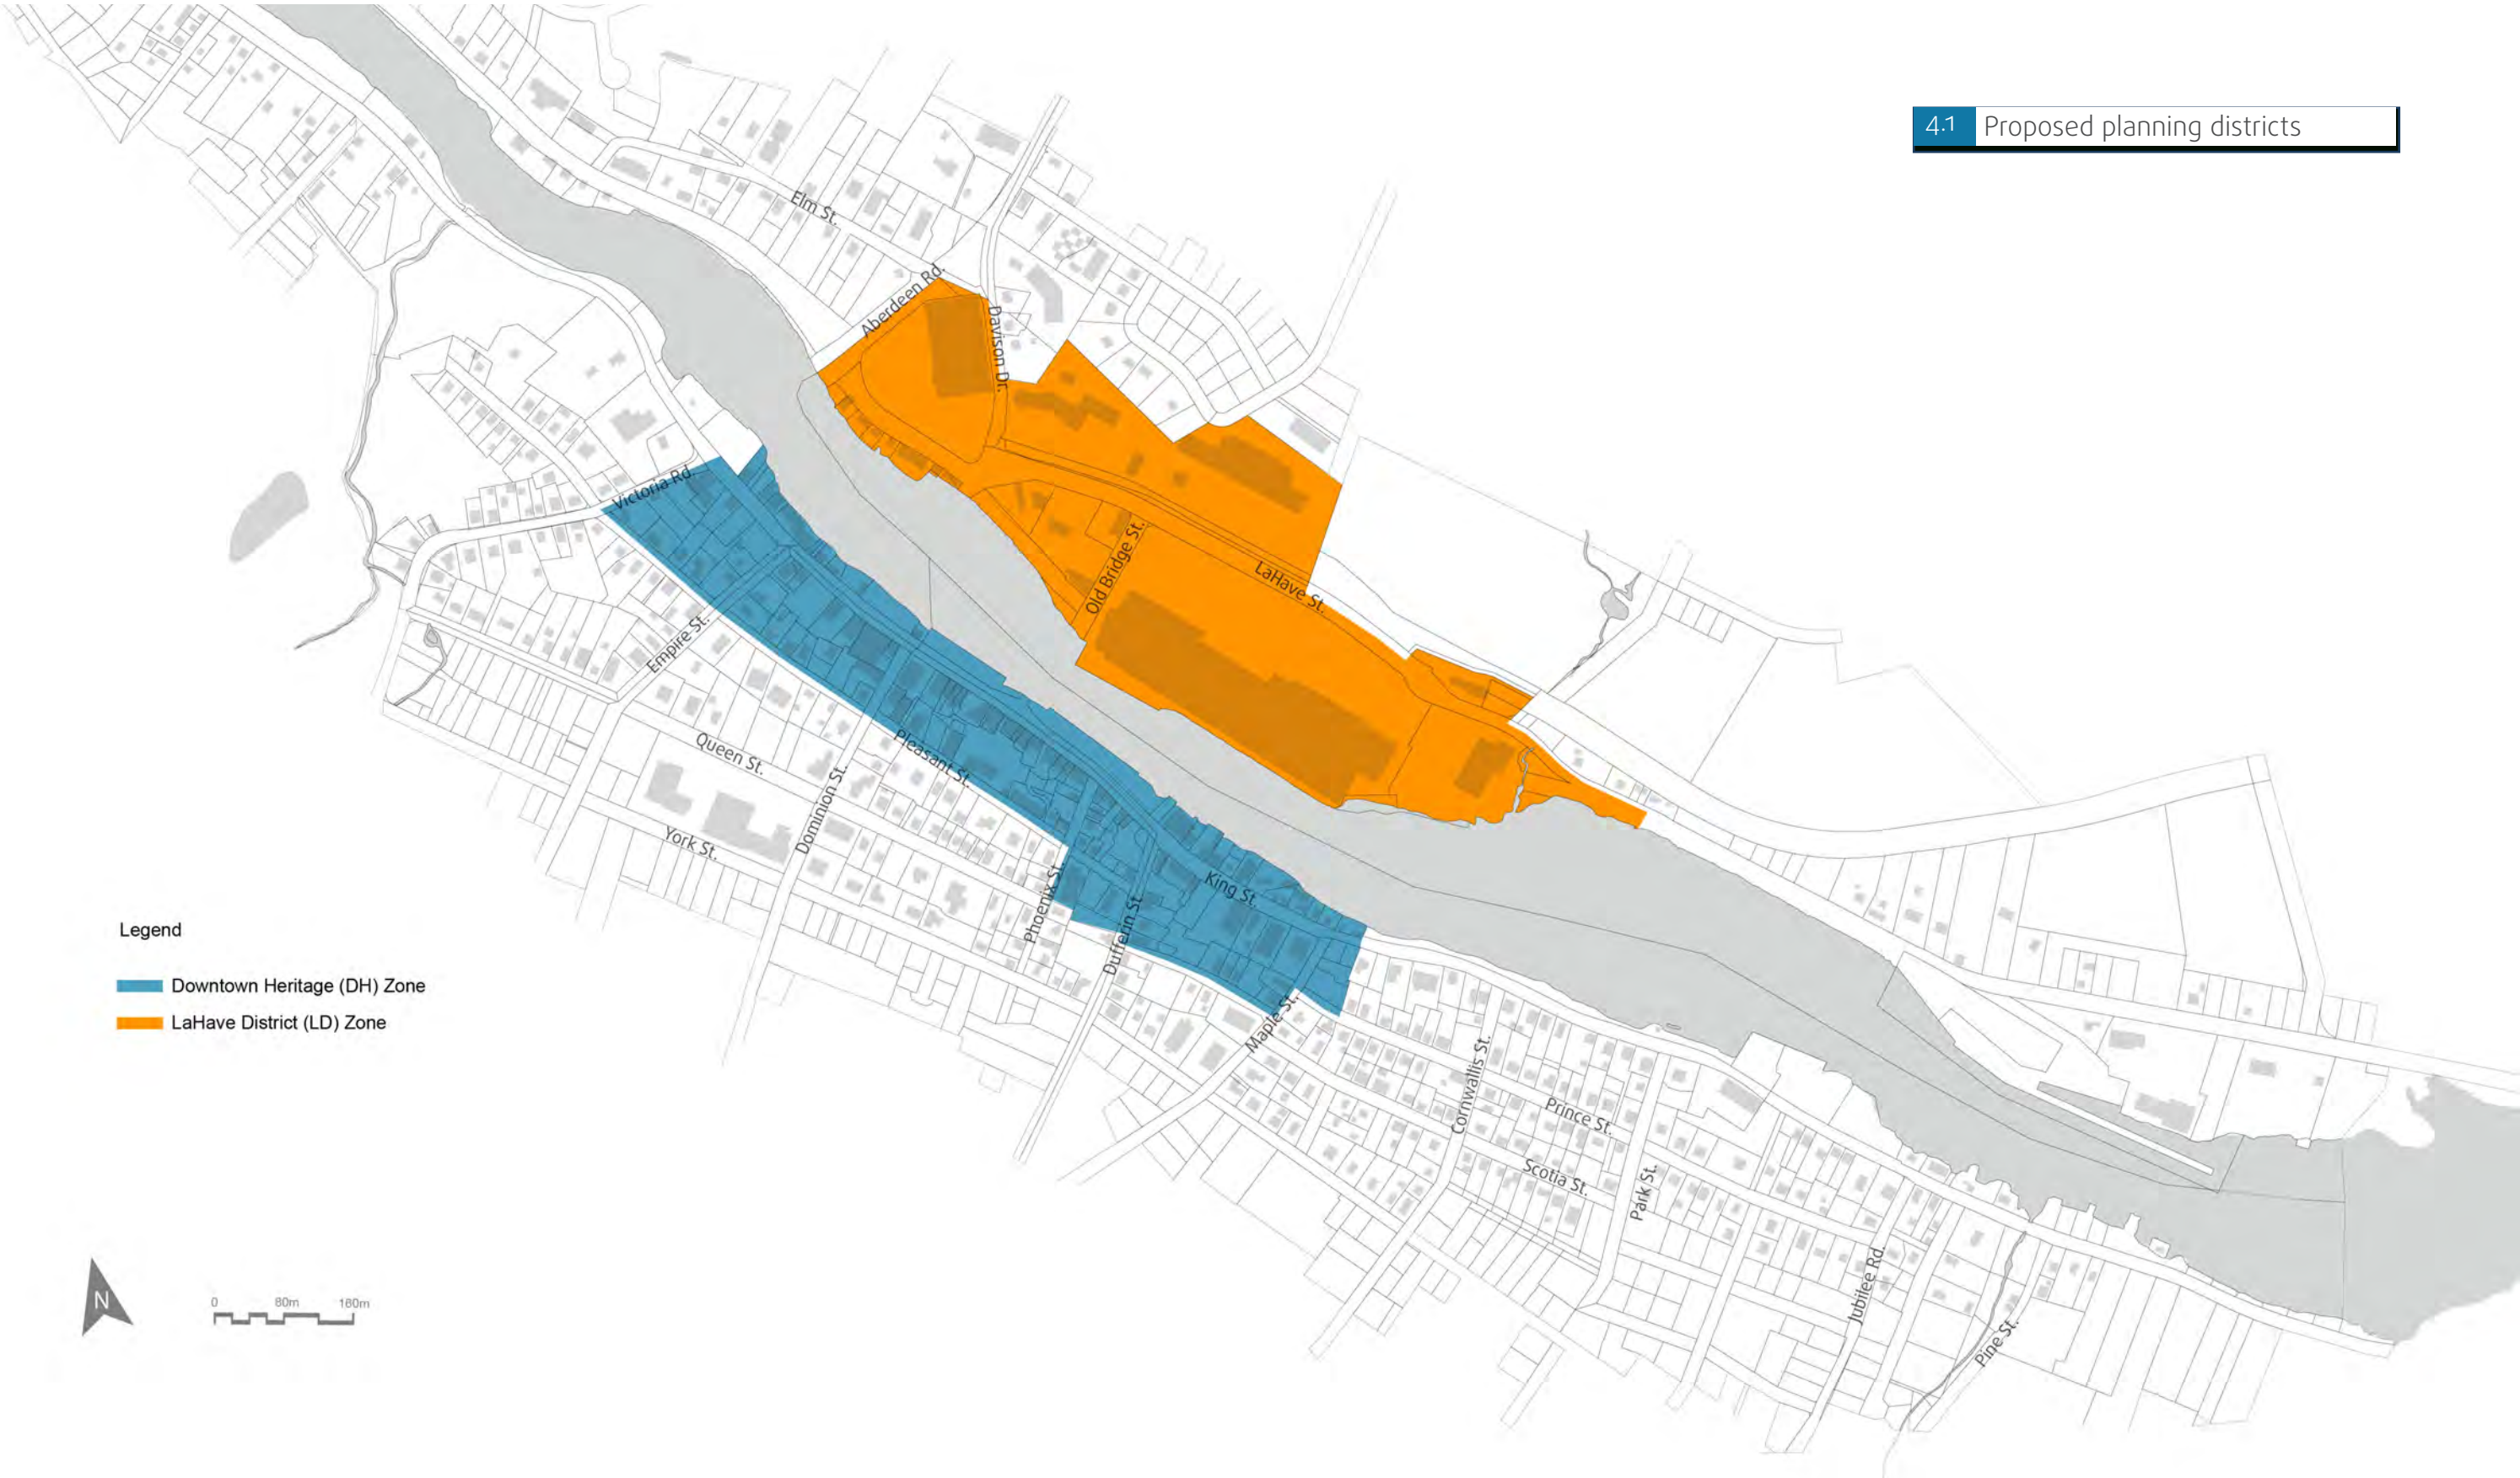 4.1 Proposed planning districts
Elm St.
Aberdeen Rd.
Davison Dr.
Victoria Rd.
Old Bridge St.
LaHave St.
Empire St.
Queen St.
Pleasant St.
Dominion St.
York St.
King St.
Phoenix St.
Dufferin St.
Legend
Downtown Heritage (DH) Zone
LaHave District (LD) Zone
Maple St.
Cornwallis St.
Prince St.
Scotia St.
Park St.
Jubilee Rd.
Pine St.
N
0 80m 160m